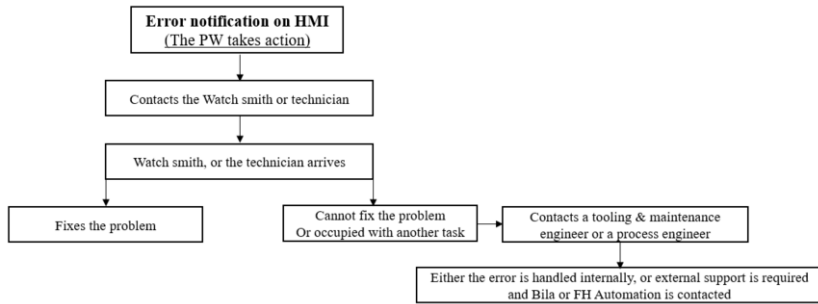 Error notification on HMI
(The PW takes action)
Contacts the Watch smith or technician
Watch smith, or the technician arrives
Fixes the problem
Cannot fix the problem
Or occupied with another task
Contacts a tooling & maintenance
engineer or a process engineer
Either the error is handled internally, or external support is required
and Bila or FH Automation is contacted